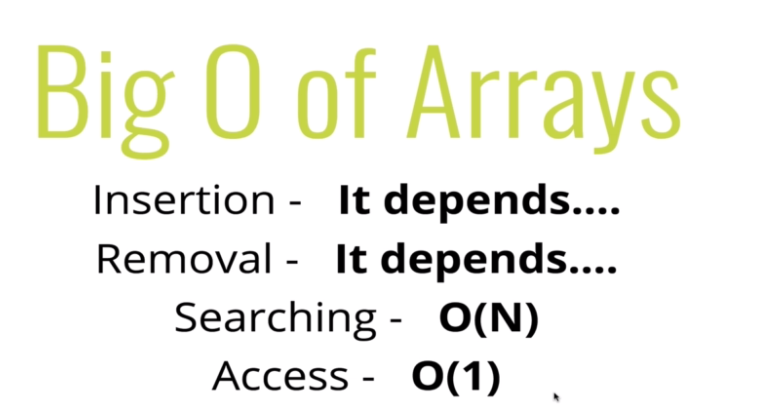 Big O of Arrays
Insertion - It depends....
Removal - It depends....
Searching - O(N)
Access - O(1)